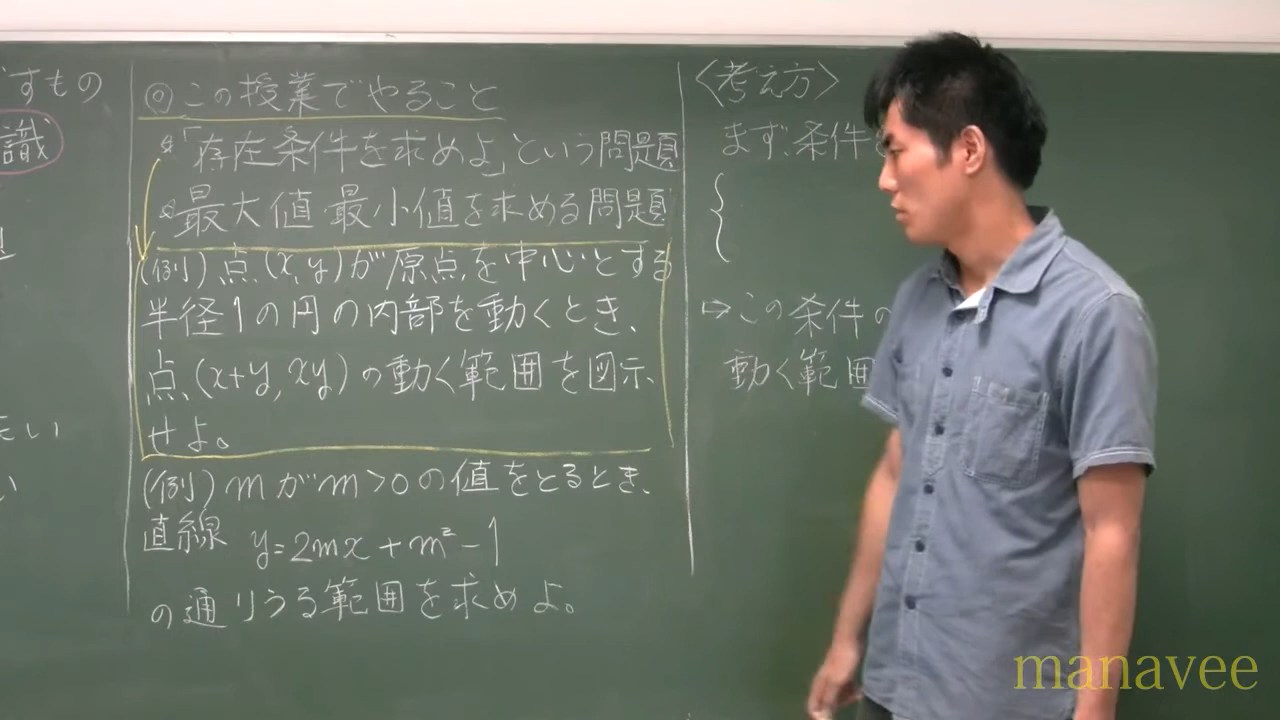 すもの
識
◎この授業でやること
「存在条件を求めよ」という問題
最大値・最小値を求める問題
(例)点(x,y)が原点を中心とする
半径1の円の内部を動くとき、
点(x+y, xy)の動く範囲を図示
せよ。
(例)mがm>0の値をとるとき、
直線 y=2mx+m²-1
の通りうる範囲を求めよ。
〈考え方〉
まず、条件
{
⇨この条件の
動く範囲
manavee